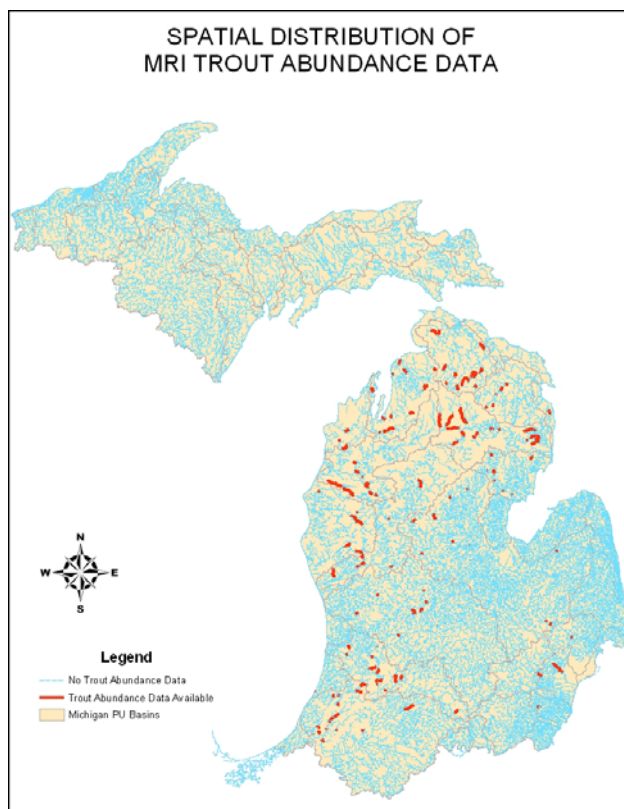 SPATIAL DISTRIBUTION OF
MRI TROUT ABUNDANCE DATA
N
W E
S
Legend
No Trout Abundance Data
Trout Abundance Data Available
Michigan PU Basins